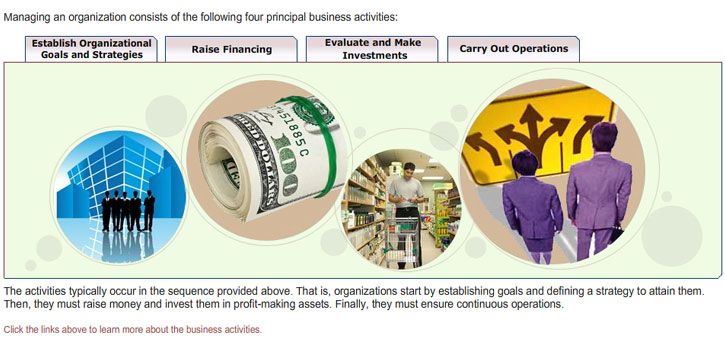 Managing an organization consists of the following four principal business activities:
Establish Organizational
Goals and Strategies
Raise Financing
Evaluate and Make
Investments
Carry Out Operations
451885 C
100
The activities typically occur in the sequence provided above. That is, organizations start by establishing goals and defining a strategy to attain them.
Then, they must raise money and invest them in profit-making assets. Finally, they must ensure continuous operations.
Click the links above to learn more about the business activities.